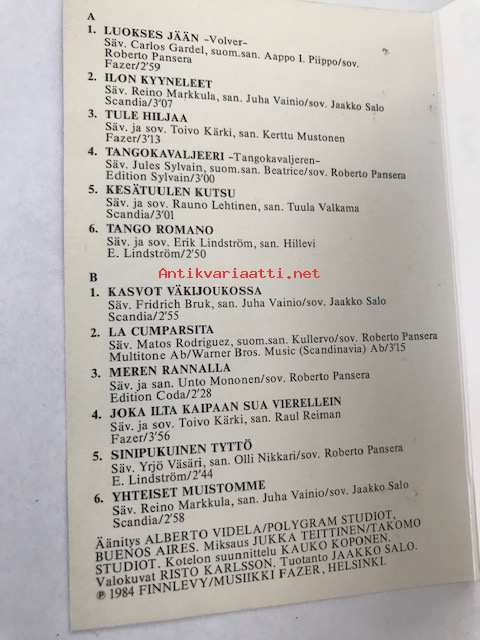 A
1. LUOKSES JÄÄN -Volver-
Säv. Carlos Gardel, suom.san. Aappo I. Piippo/sov.
Roberto Pansera
Fazer/2'59
2. ILON KYYNELEET
Säv. Reino Markkula, san. Juha Vainio/sov. Jaakko Salo
Scandia/3'07
3. TULE HILJAA
Säv. ja sov. Toivo Kärki, san. Kerttu Mustonen
Fazer/3'13
4. TANGOKAVALJEERI -Tangokavaljeren-
Säv. Jules Sylvain, suom.san. Beatrice/sov. Roberto Pansera
Edition Sylvain/3'00
5. KESÄTUULEN KUTSU
Säv. ja sov. Rauno Lehtinen, san. Tuula Valkama
Scandia/3'01
6. TANGO ROMANO
Säv. ja sov. Erik Lindström, san. Hillevi
E. Lindström/2'50
Antikvariaatti.net
B
1. KASVOT VÄKIJOUKOSSA
Säv. Fridrich Bruk, san. Juha Vainio/sov. Jaakko Salo
Scandia/2'55
2. LA CUMPARSITA
Säv. Matos Rodriguez, suom.san. Kullervo/sov. Roberto Pansera
Multitone Ab/Warner Bros. Music (Scandinavia) Ab/3'15
3. MEREN RANNALLA
Säv. ja san. Unto Mononen/sov. Roberto Pansera
Edition Coda/2'28
4. JOKA ILTA KAIPAAN SUA VIERELLEIN
Säv. ja sov. Toivo Kärki, san. Raul Reiman
Fazer/3'56
5. SINIPUKUINEN TYTTÖ
Säv. Yrjö Väsäri, san. Olli Nikkari/sov. Roberto Pansera
E. Lindström/2'44
6. YHTEISET MUISTOMME
Säv. Reino Markkula, san. Juha Vainio/sov. Jaakko Salo
Scandia/2'58
Äänitys ALBERTO VIDELA/POLYGRAM STUDIOT,
BUENOS AIRES. Miksaus JUKKA TEITTINEN/TAKOMO
STUDIOT. Kotelon suunnittelu KAUKO KOPONEN.
Valokuvat RISTO KARLSSON. Tuotanto JAAKKO SALO.
℗ 1984 FINNLEVY/MUSIIKKI FAZER, HELSINKI.